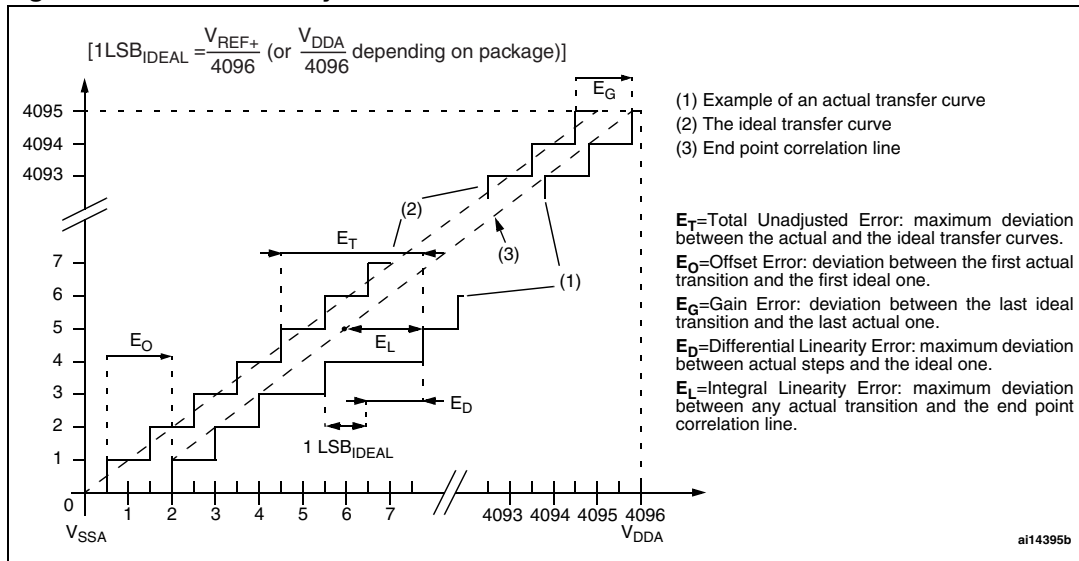 [1LSB_IDEAL = V_REF+ / 4096 (or V_DDA / 4096 depending on package)]
E_G
4095
4094
4093
(1) Example of an actual transfer curve
(2) The ideal transfer curve
(3) End point correlation line
(2)
E_T
(3)
(1)
7
6
5
4
3
2
1
0
E_O
E_L
E_D
1 LSB_IDEAL
1 2 3 4 5 6 7 4093 4094 4095 4096
V_SSA
V_DDA
E_T=Total Unadjusted Error: maximum deviation
between the actual and the ideal transfer curves.
E_O=Offset Error: deviation between the first actual
transition and the first ideal one.
E_G=Gain Error: deviation between the last ideal
transition and the last actual one.
E_D=Differential Linearity Error: maximum deviation
between actual steps and the ideal one.
E_L=Integral Linearity Error: maximum deviation
between any actual transition and the end point
correlation line.
ai14395b